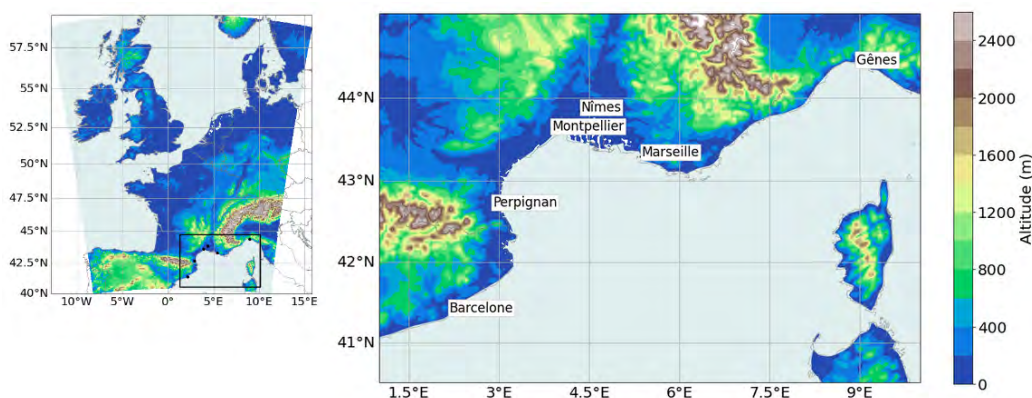 57.5°N
55°N
52.5°N
50°N
47.5°N
45°N
42.5°N
40°N
10°W 5°W 0° 5°E 10°E 15°E
44°N
43°N
42°N
41°N
1.5°E 3°E 4.5°E 6°E 7.5°E 9°E
Gênes
Nîmes
Montpellier
Marseille
Perpignan
Barcelone
2400
2000
1600
1200
800
400
0
Altitude (m)